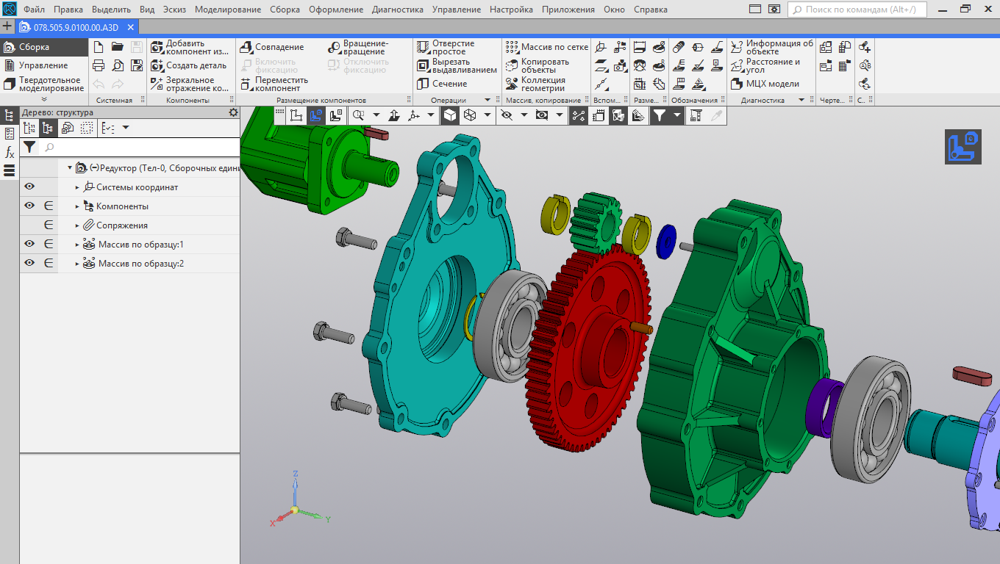 Файл Правка Выделить Вид Эскиз Моделирование Сборка Оформление Диагностика Управление Настройка Приложения Окно Справка
Поиск по командам (Alt+/)
078.505.9.0100.00.A3D
Сборка
Управление
Твердотельное
моделирование
Системная
Добавить
компонент из...
Создать деталь
Зеркальное
отражение ко...
Компоненты
Совпадение
Включить
фиксацию
Переместить
компонент
Вращение-
вращение
Отключить
фиксацию
Размещение компонентов
Отверстие
простое
Вырезать
выдавливанием
Сечение
Операции
Массив по сетке
Копировать
объекты
Коллекция
геометрии
Массив, копирование
Вспом...
Разме...
Обозначения
Информация об
объекте
Расстояние и
угол
МЦХ модели
Диагностика
Черте...
С...
Дерево: структура
fx
(–)Редуктор (Тел-0, Сборочных един
Системы координат
Компоненты
Сопряжения
Массив по образцу:1
Массив по образцу:2
Z
X
Y